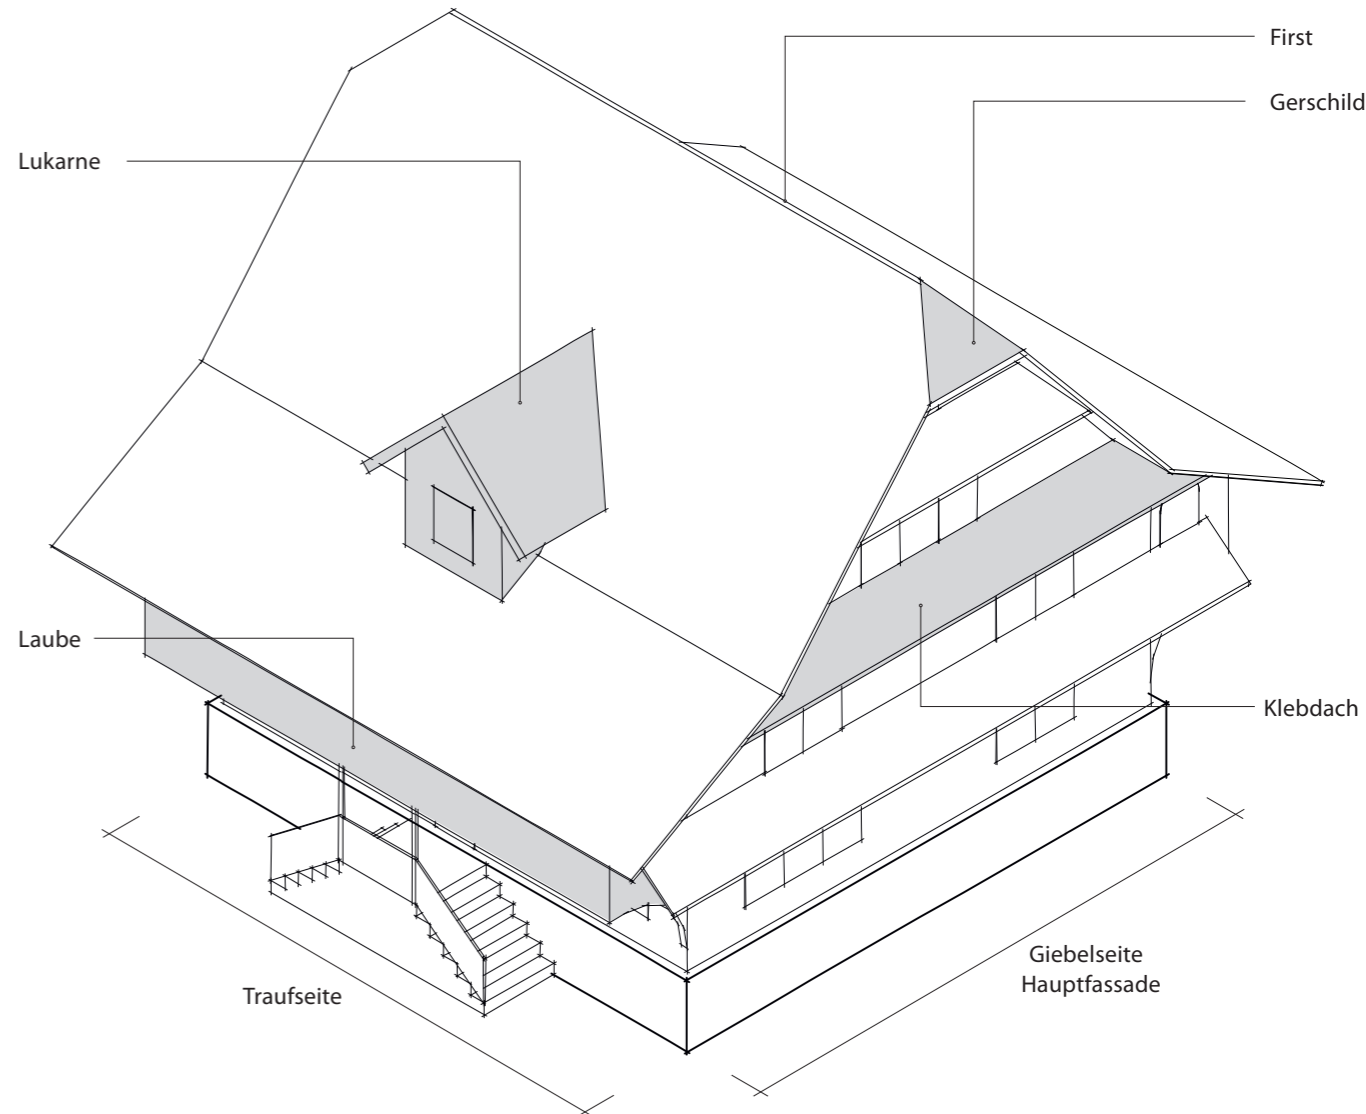 First
Gerschild
Lukarne
Laube
Klebdach
Giebelseite
Hauptfassade
Traufseite